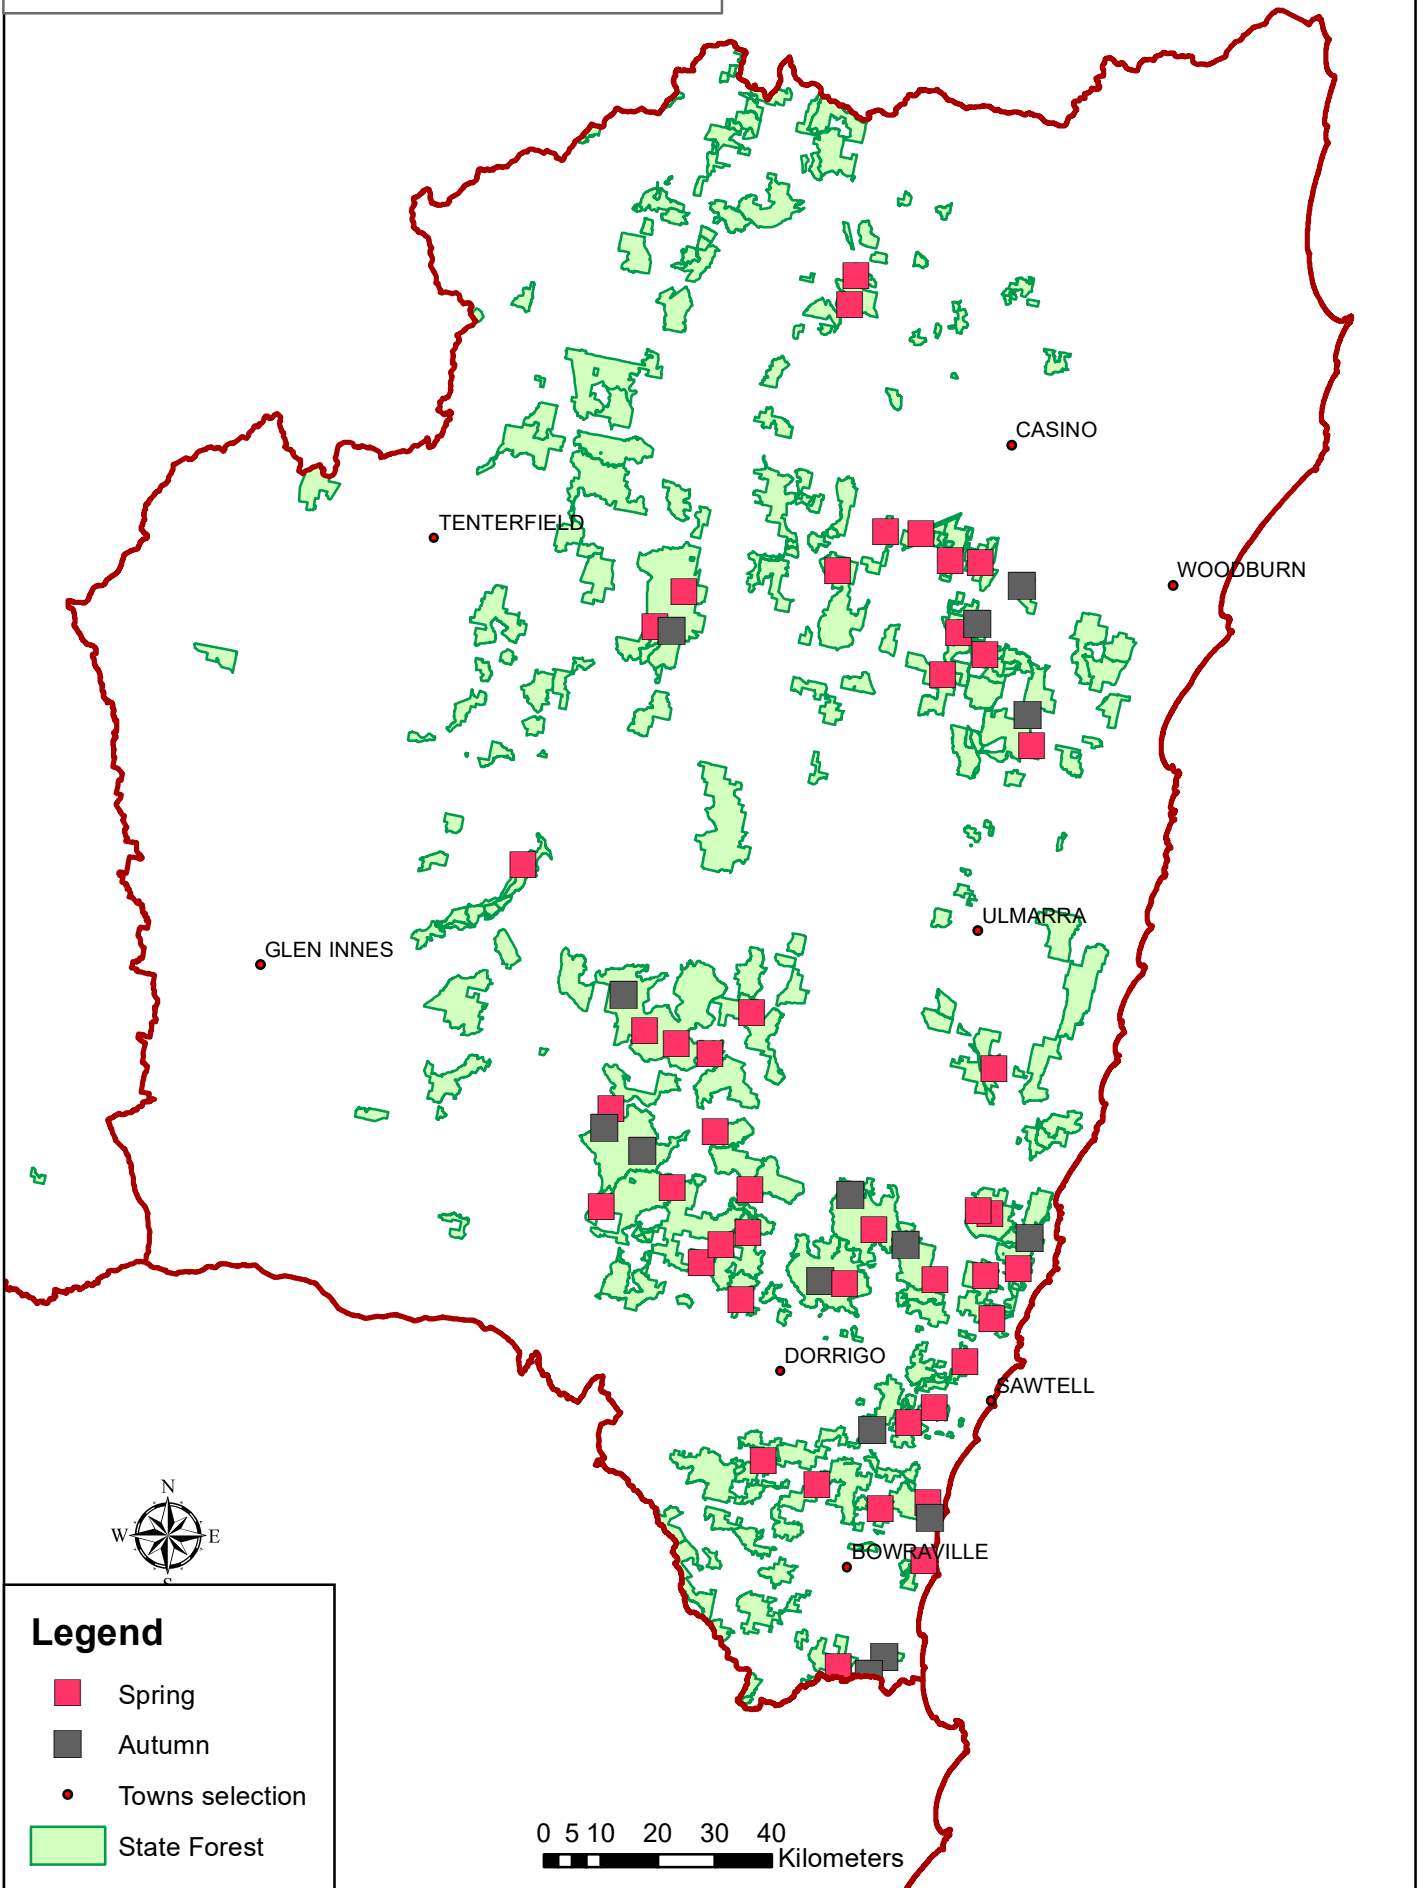 CASINO
TENTERFIELD
WOODBURN
ULMARRA
GLEN INNES
DORRIGO
SAWTELL
N
W E
S
BOWRAVILLE
Legend
Spring
Autumn
Towns selection
State Forest
0 5 10 20 30 40
Kilometers